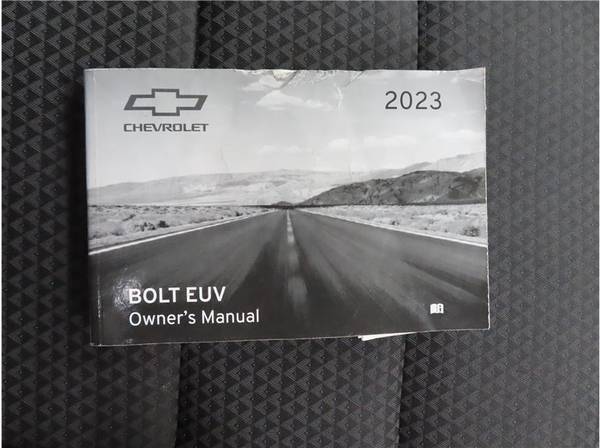 CHEVROLET
2023
BOLT EUV
Owner's Manual